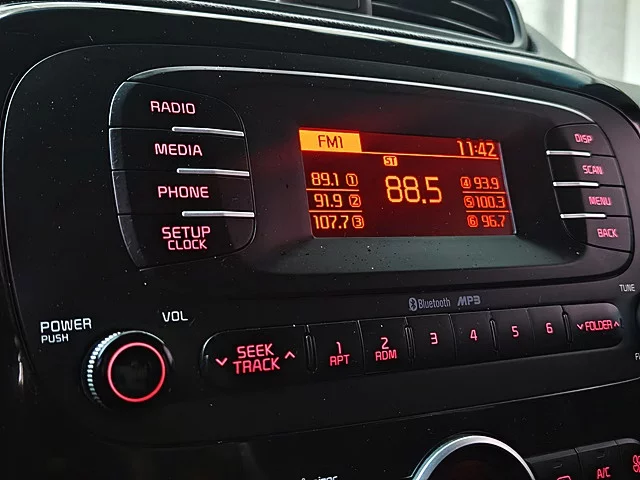 RADIO
MEDIA
PHONE
SETUP
CLOCK
FM1 11:42
ST
89.1 1
91.9 2
107.7 3
88.5
4 93.9
5 100.3
6 96.7
DISP
SCAN
MENU
BACK
Bluetooth MP3
POWER
PUSH
VOL
TUNE
SEEK
TRACK
1
RPT
2
RDM
3
4
5
6
FOLDER
A/C